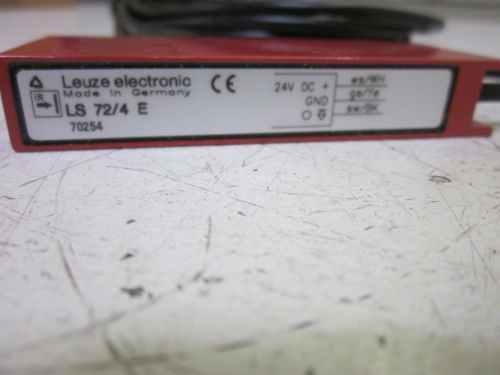 Leuze electronic
Made in Germany
IR
LS 72/4 E
70254
CE
24V DC +
GND
ws/WH
ge/Ye
sw/BK